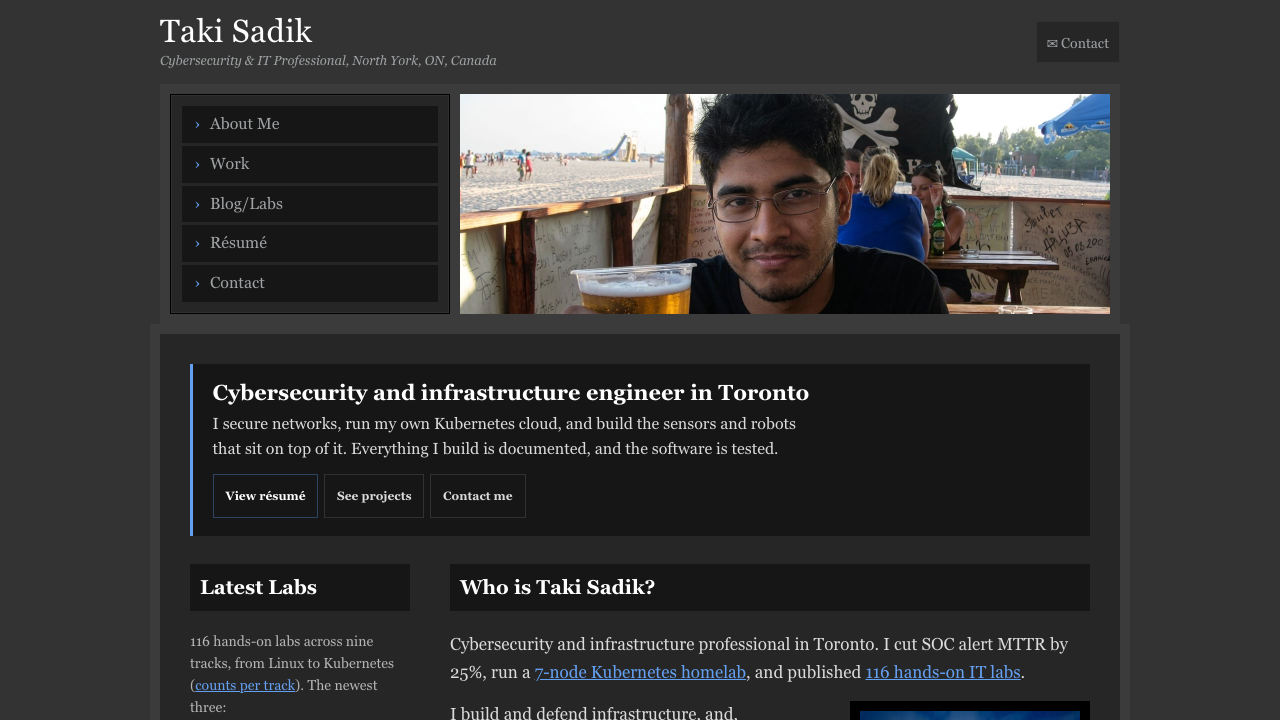 Taki Sadik
Cybersecurity & IT Professional, North York, ON, Canada
✉ Contact
› About Me
› Work
› Blog/Labs
› Résumé
› Contact
Cybersecurity and infrastructure engineer in Toronto
I secure networks, run my own Kubernetes cloud, and build the sensors and robots
that sit on top of it. Everything I build is documented, and the software is tested.
View résumé
See projects
Contact me
Latest Labs
116 hands-on labs across nine
tracks, from Linux to Kubernetes
(counts per track). The newest
three:
Who is Taki Sadik?
Cybersecurity and infrastructure professional in Toronto. I cut SOC alert MTTR by
25%, run a 7-node Kubernetes homelab, and published 116 hands-on IT labs.
I build and defend infrastructure, and,